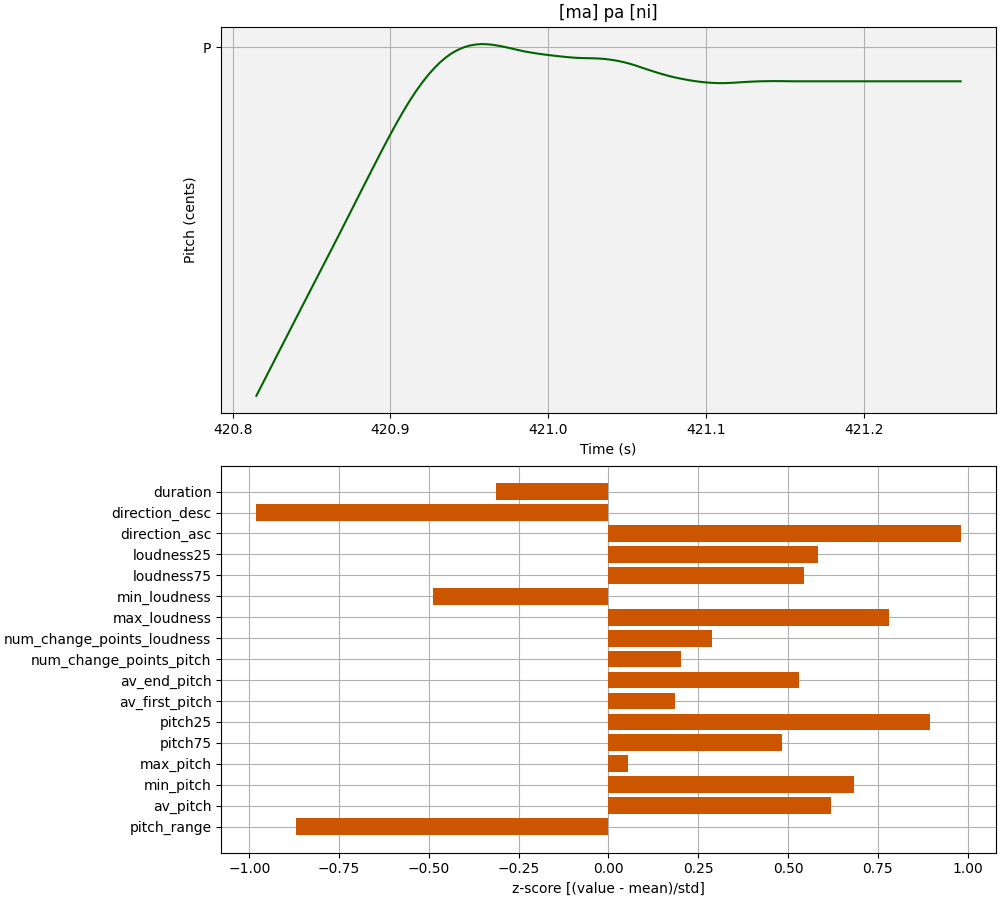 [ma] pa [ni]
P
Pitch (cents)
420.8 420.9 421.0 421.1 421.2
Time (s)
duration
direction_desc
direction_asc
loudness25
loudness75
min_loudness
max_loudness
num_change_points_loudness
num_change_points_pitch
av_end_pitch
av_first_pitch
pitch25
pitch75
max_pitch
min_pitch
av_pitch
pitch_range
−1.00 −0.75 −0.50 −0.25 0.00 0.25 0.50 0.75 1.00
z-score [(value - mean)/std]